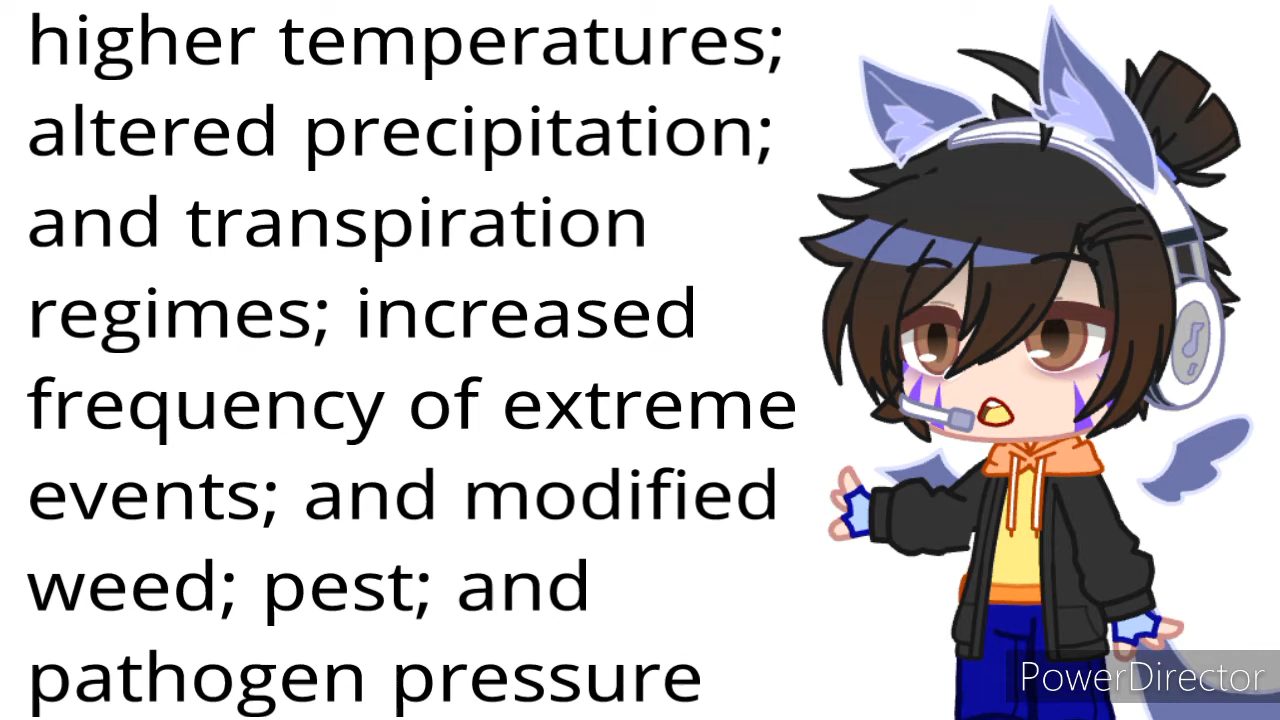 higher temperatures;
altered precipitation;
and transpiration
regimes; increased
frequency of extreme
events; and modified
weed; pest; and
pathogen pressure
PowerDirector